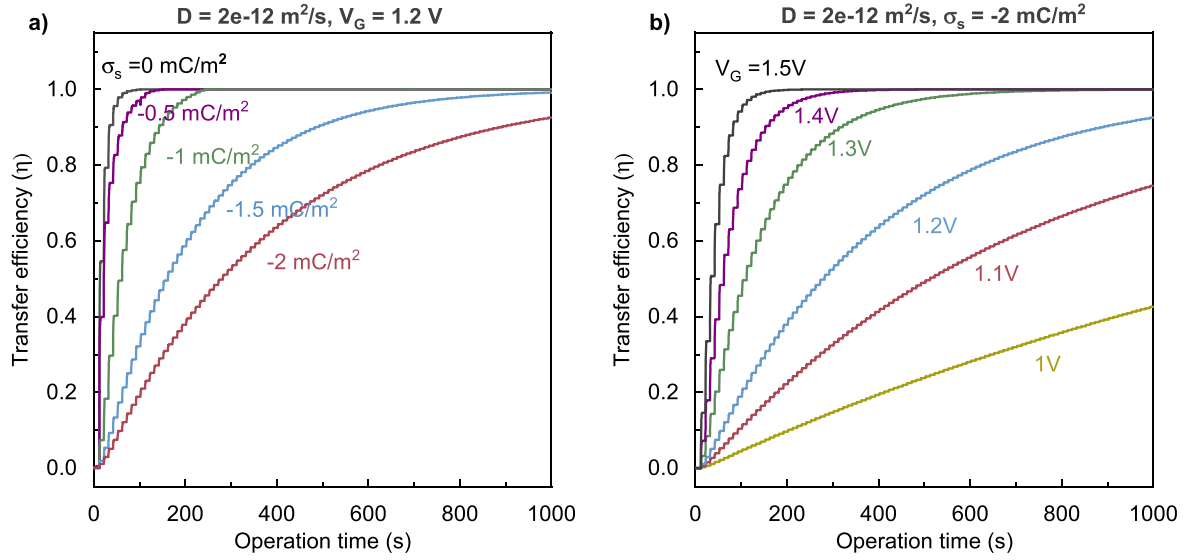 a)
D = 2e-12 m²/s, V_G = 1.2 V
σₛ =0 mC/m²
-0.5 mC/m²
-1 mC/m²
-1.5 mC/m²
-2 mC/m²
Transfer efficiency (η)
1.0
0.8
0.6
0.4
0.2
0.0
0 200 400 600 800 1000
Operation time (s)
b)
D = 2e-12 m²/s, σₛ = -2 mC/m²
V_G =1.5V
1.4V
1.3V
1.2V
1.1V
1V
Transfer efficiency (η)
1.0
0.8
0.6
0.4
0.2
0.0
0 200 400 600 800 1000
Operation time (s)